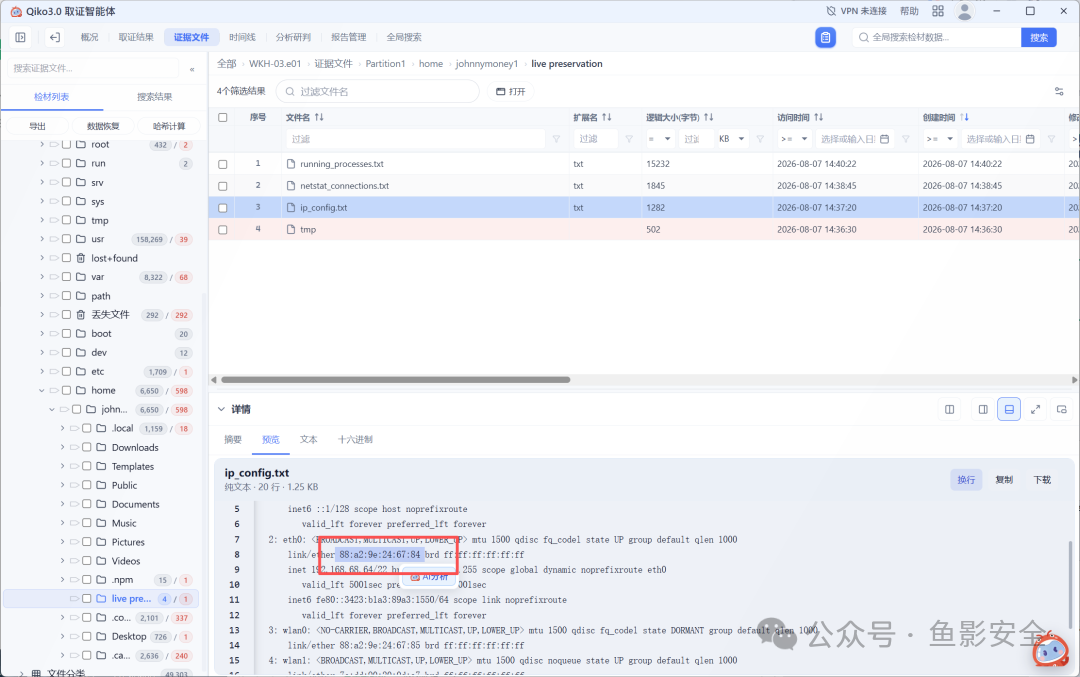 Qiko3.0 取证智能体
VPN 未连接 帮助
概况 取证结果 证据文件 时间线 分析研判 报告管理 全局搜索
全局搜索检材数据... 搜索
搜索证据文件... «
检材列表 搜索结果
导出 数据恢复 哈希计算
root 432 / 2
run 2
srv
sys
tmp
usr 158,269 / 39
lost+found
var 8,322 / 68
path
丢失文件 292 / 292
boot 20
dev 12
etc 1,709 / 1
home 6,650 / 598
john... 6,650 / 598
.local 1,159 / 18
Downloads
Templates
Public
Documents
Music
Pictures
Videos
.npm 15 / 1
live pre... 4 / 1
.co... 2,101 / 337
Desktop 726 / 1
.ca... 2,636 / 240
文件分类 49,303
全部 › WKH-03.e01 › 证据文件 › Partition1 › home › johnnymoney1 › live preservation
4个筛选结果 过滤文件名 打开
序号 文件名 扩展名 逻辑大小(字节) 访问时间 创建时间 修
过滤 过滤 = 过滤 KB >= 选择或输入日 >= 选择或输入日
1 running_processes.txt txt 15232 2026-08-07 14:40:22 2026-08-07 14:40:22 20
2 netstat_connections.txt txt 1845 2026-08-07 14:38:45 2026-08-07 14:38:45 20
3 ip_config.txt txt 1282 2026-08-07 14:37:20 2026-08-07 14:37:20 20
4 tmp 502 2026-08-07 14:36:30 2026-08-07 14:36:30 20
详情
摘要 预览 文本 十六进制
ip_config.txt
纯文本 · 20 行 · 1.25 KB
换行 复制 下载
5 inet6 ::1/128 scope host noprefixroute
6 valid_lft forever preferred_lft forever
7 2: eth0: <BROADCAST,MULTICAST,UP,LOWER_UP> mtu 1500 qdisc fq_codel state UP group default qlen 1000
8 link/ether 88:a2:9e:24:67:84 brd ff:ff:ff:ff:ff:ff
9 inet 192.168.68.64/22 br 255 scope global dynamic noprefixroute eth0
AI分析
10 valid_lft 500lsec pre 00lsec
11 inet6 fe80::3423:b1a3:89a3:1550/64 scope link noprefixroute
12 valid_lft forever preferred_lft forever
13 3: wlan0: <NO-CARRIER,BROADCAST,MULTICAST,UP,LOWER_UP> mtu 1500 qdisc fq_codel state DORMANT group default qlen 1000
14 link/ether 88:a2:9e:24:67:85 brd ff:ff:ff:ff:ff:ff
15 4: wlan1: <BROADCAST,MULTICAST,UP,LOWER_UP> mtu 1500 qdisc noqueue state UP group default qlen 1000
公众号 · 鱼影安全